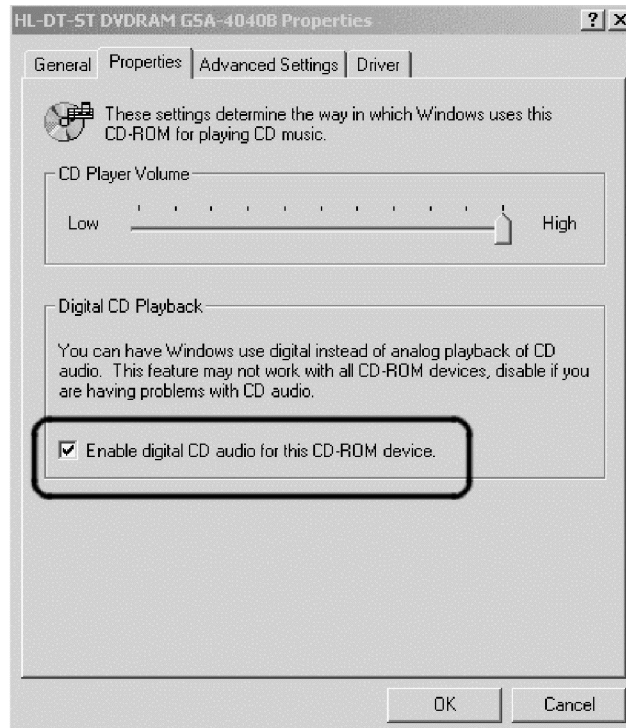 HL-DT-ST DVDRAM GSA-4040B Properties
General Properties Advanced Settings Driver
These settings determine the way in which Windows uses this
CD-ROM for playing CD music.
CD Player Volume
Low High
Digital CD Playback
You can have Windows use digital instead of analog playback of CD
audio. This feature may not work with all CD-ROM devices, disable if you
are having problems with CD audio.
Enable digital CD audio for this CD-ROM device.
OK Cancel